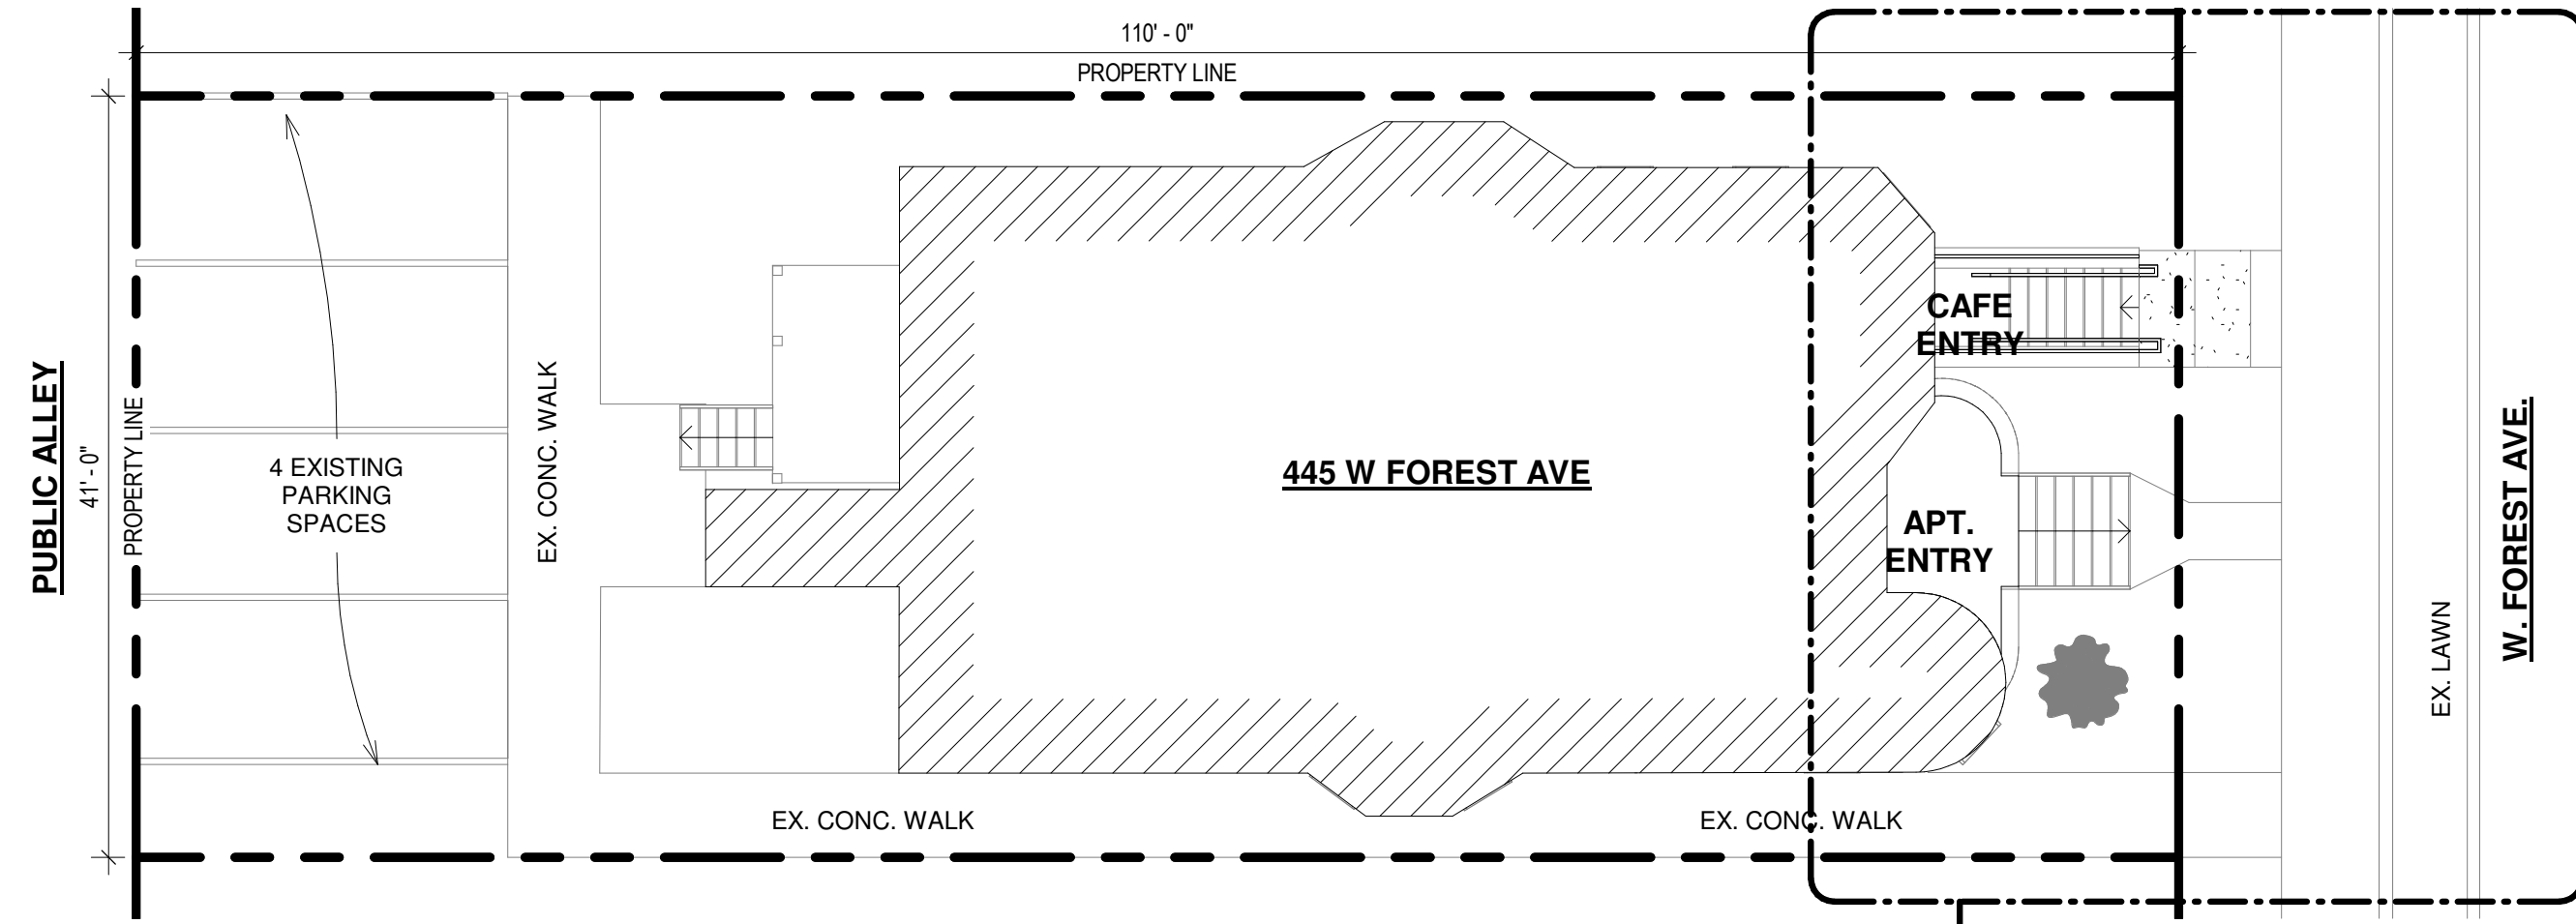 110' - 0"
PROPERTY LINE
PUBLIC ALLEY
41' - 0"
PROPERTY LINE
4 EXISTING
PARKING
SPACES
EX. CONC. WALK
445 W FOREST AVE
CAFE
ENTRY
APT.
ENTRY
EX. LAWN
W. FOREST AVE.
EX. CONC. WALK
EX. CONC. WALK